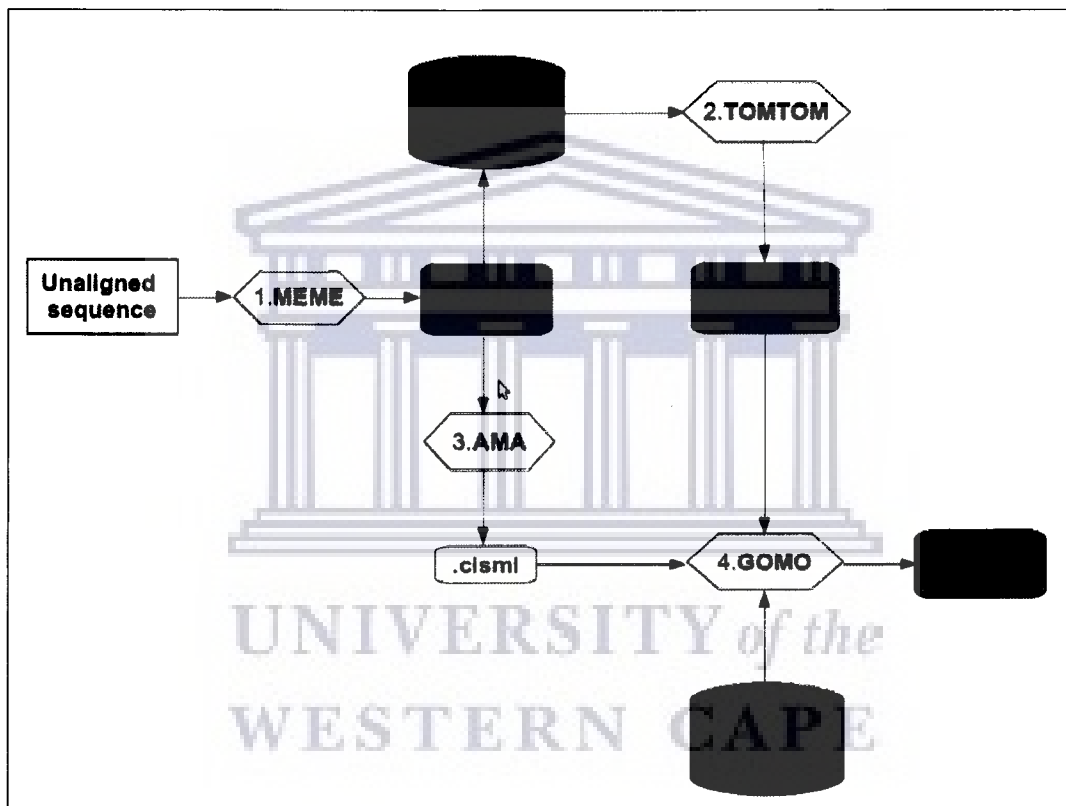 2.TOMTOM
Unaligned
sequence
1.MEME
3.AMA
.cisml
4.GOMO
UNIVERSITY of the
WESTERN CAPE